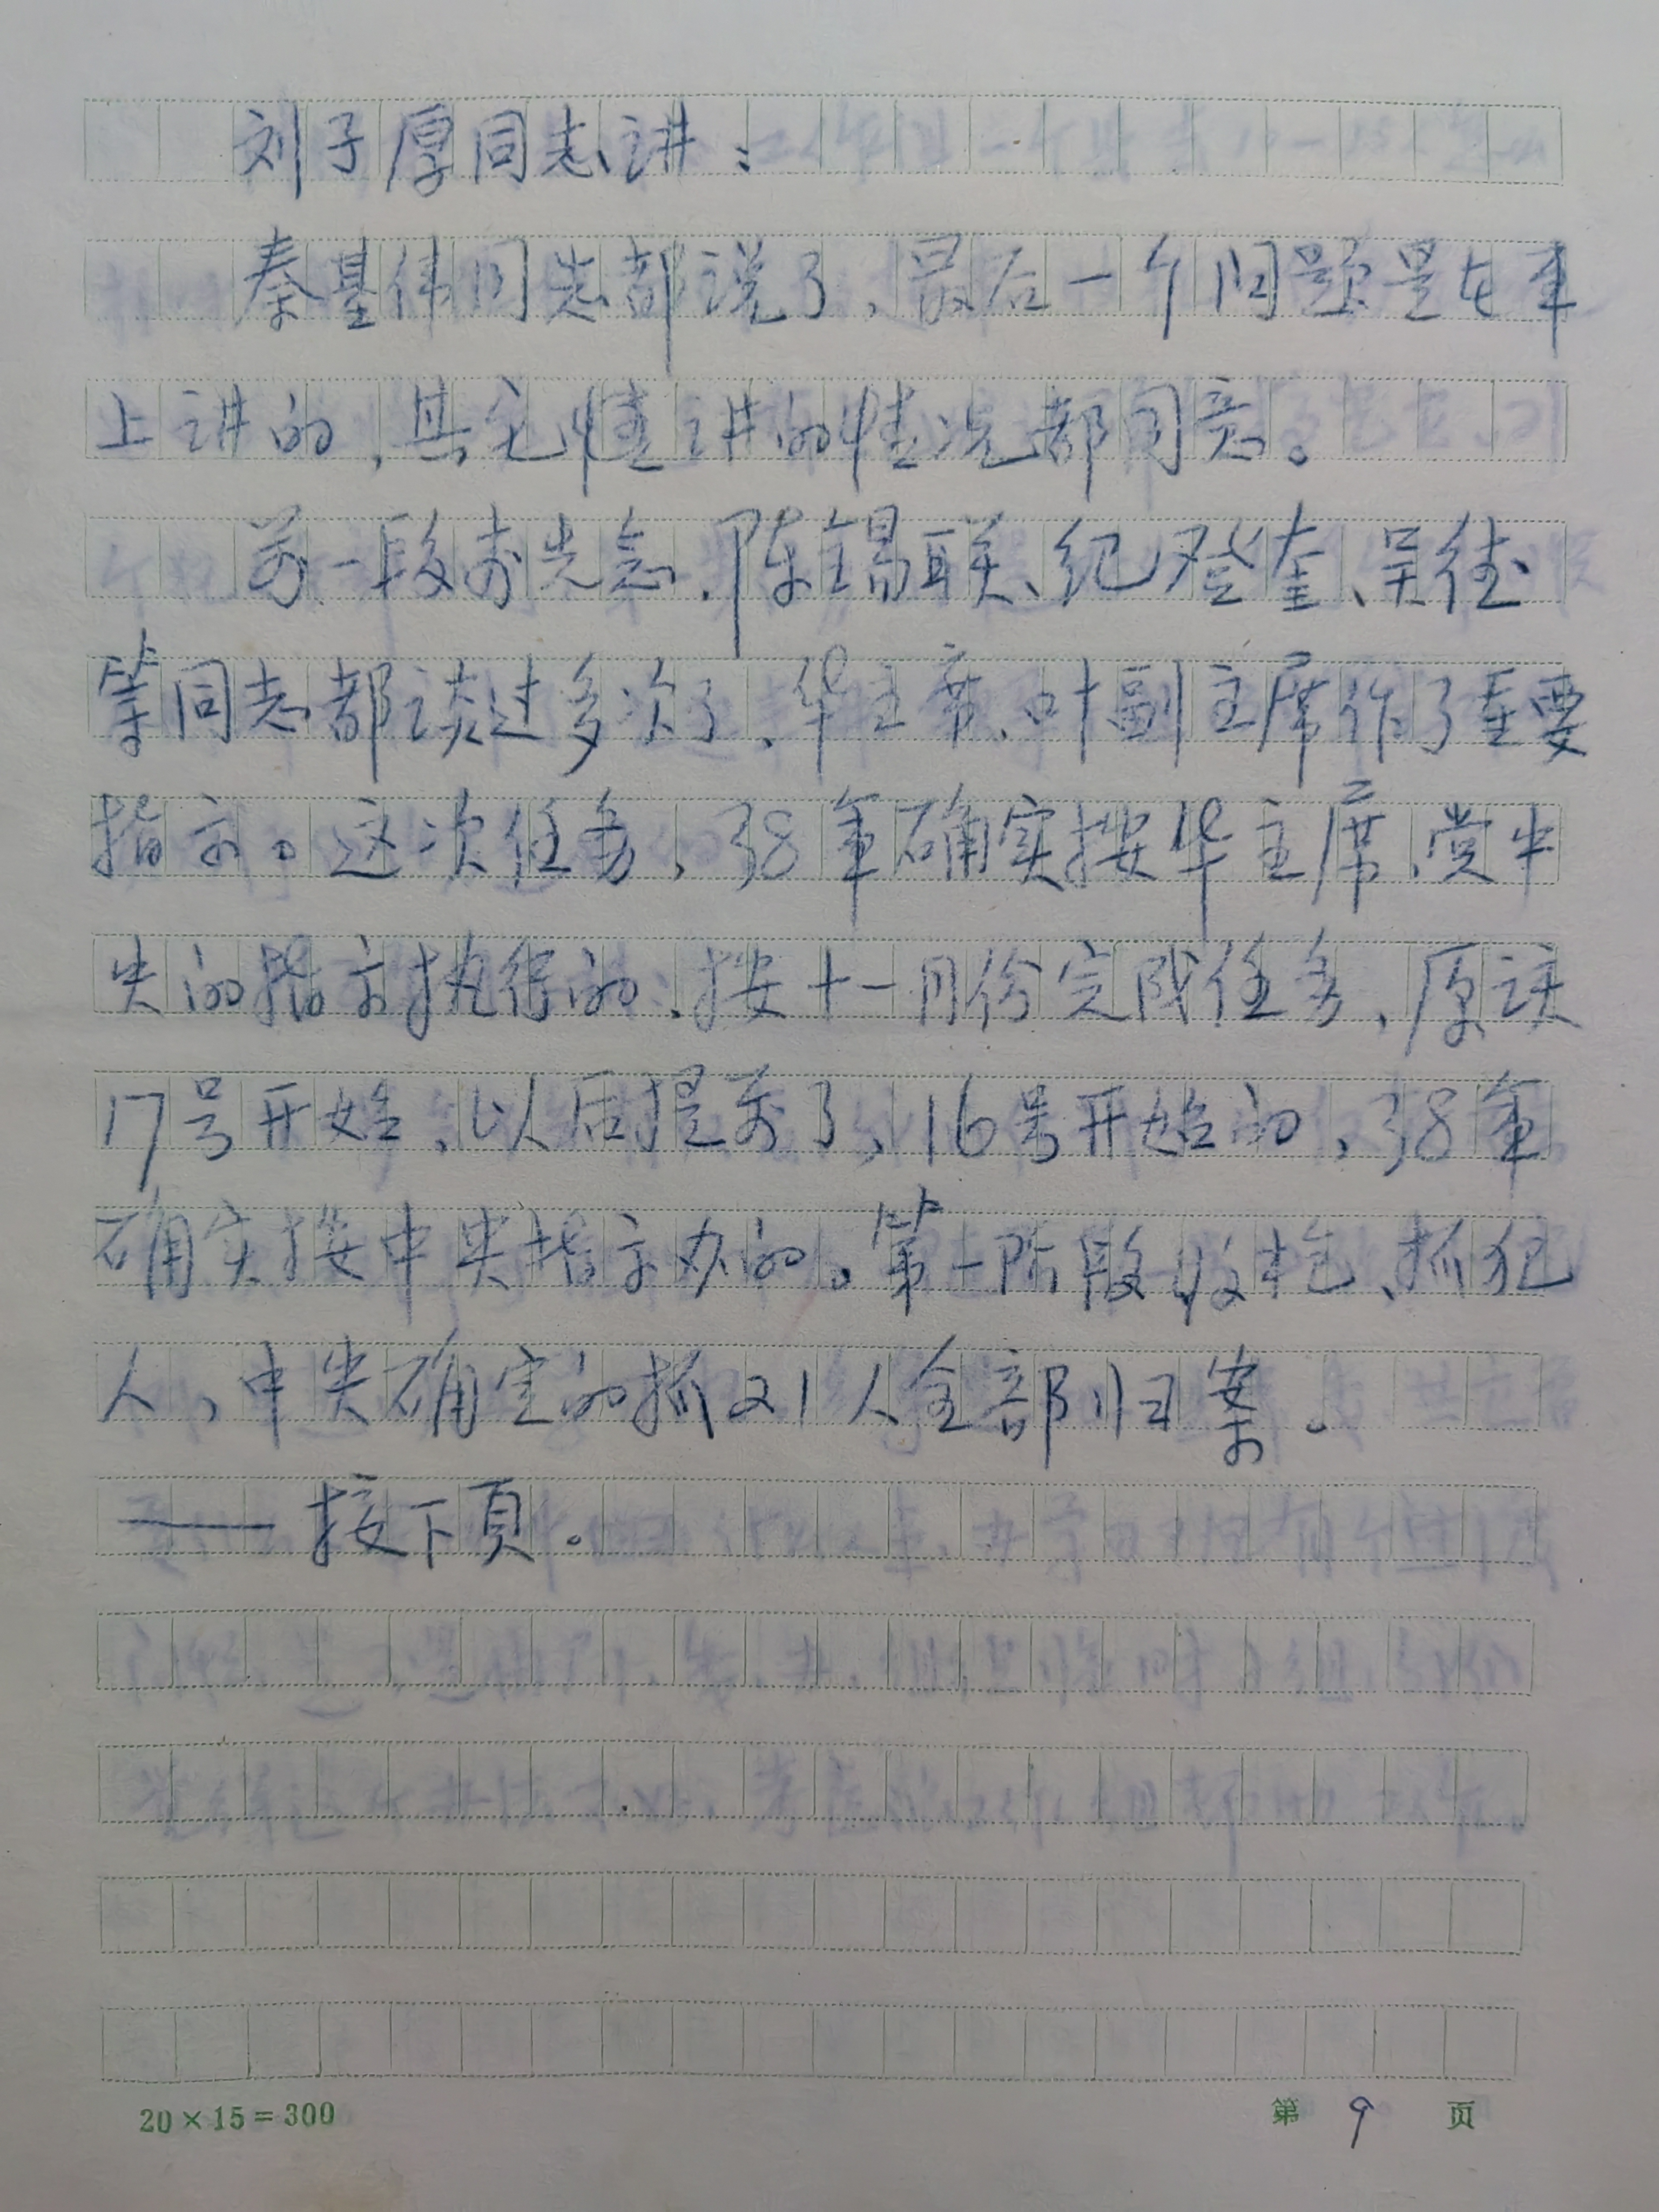 刘子厚同志讲：
秦基伟同志都说了，最后一个问题是在车
上讲的，其它情讲的情况都同意。
前一段前先念、陈锡联、纪登奎、吴德
等同志都谈过多次了，华主席、叶副主席作了重要
指示。这次任务，38军确实按华主席、党中
央的指示执行的，按十一月份完成任务，原话
17号开始，以后提前了，16号开始的，38军
确实按中央指示办的。第一阶段收枪、抓犯
人，中央确定的抓21人全部归案。
——接下页。
20×15=300 第 9 页